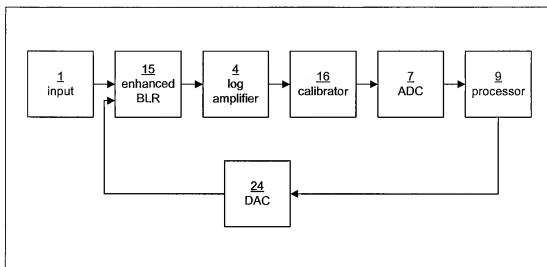 1
input
15
enhanced
BLR
4
log
amplifier
16
calibrator
7
ADC
9
processor
24
DAC